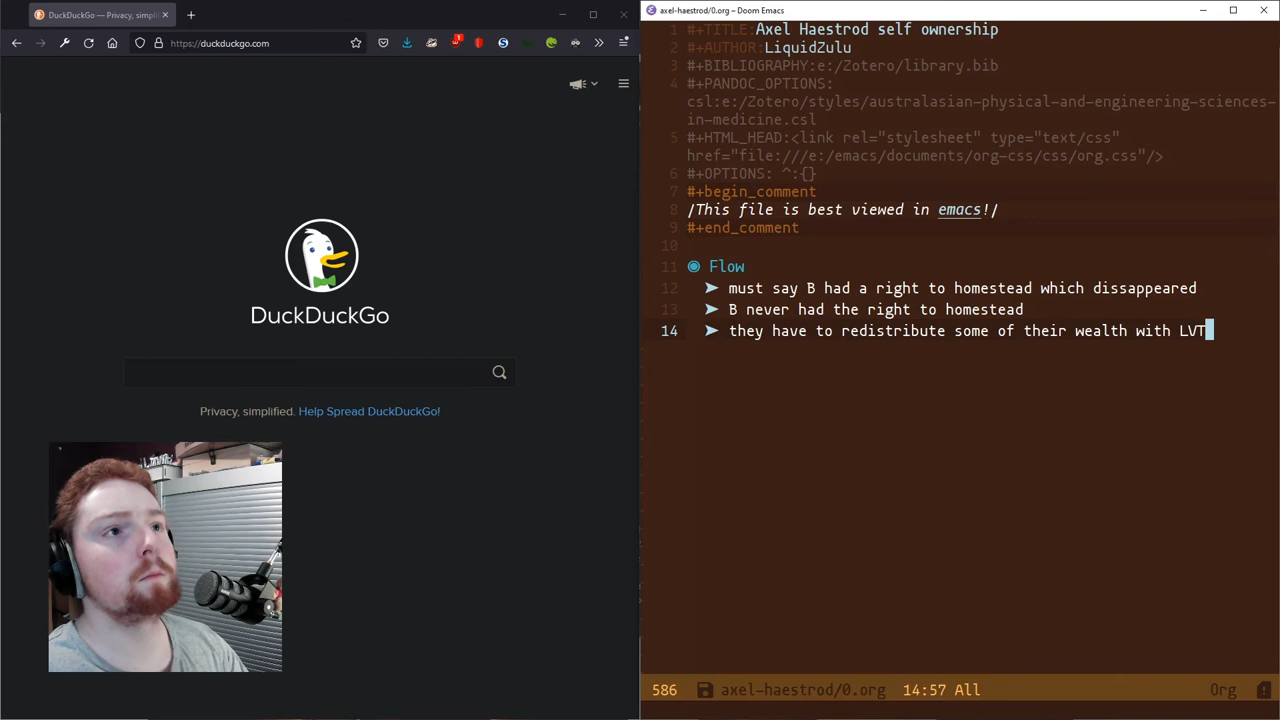 DuckDuckGo — Privacy, simplifi
https://duckduckgo.com
1
DuckDuckGo
Privacy, simplified. Help Spread DuckDuckGo!
axel-haestrod/0.org – Doom Emacs
1 #+TITLE:Axel Haestrod self ownership
2 #+AUTHOR:LiquidZulu
3 #+BIBLIOGRAPHY:e:/Zotero/library.bib
4 #+PANDOC_OPTIONS:
csl:e:/Zotero/styles/australasian-physical-and-engineering-sciences-
in-medicine.csl
5 #+HTML_HEAD:<link rel="stylesheet" type="text/css"
href="file:///e:/emacs/documents/org-css/css/org.css"/>
6 #+OPTIONS: ^:{}
7 #+begin_comment
8 /This file is best viewed in emacs!/
9 #+end_comment
10
11 ◉ Flow
12 ➤ must say B had a right to homestead which dissappeared
13 ➤ B never had the right to homestead
14 ➤ they have to redistribute some of their wealth with LVT
586 axel-haestrod/0.org 14:57 All Org